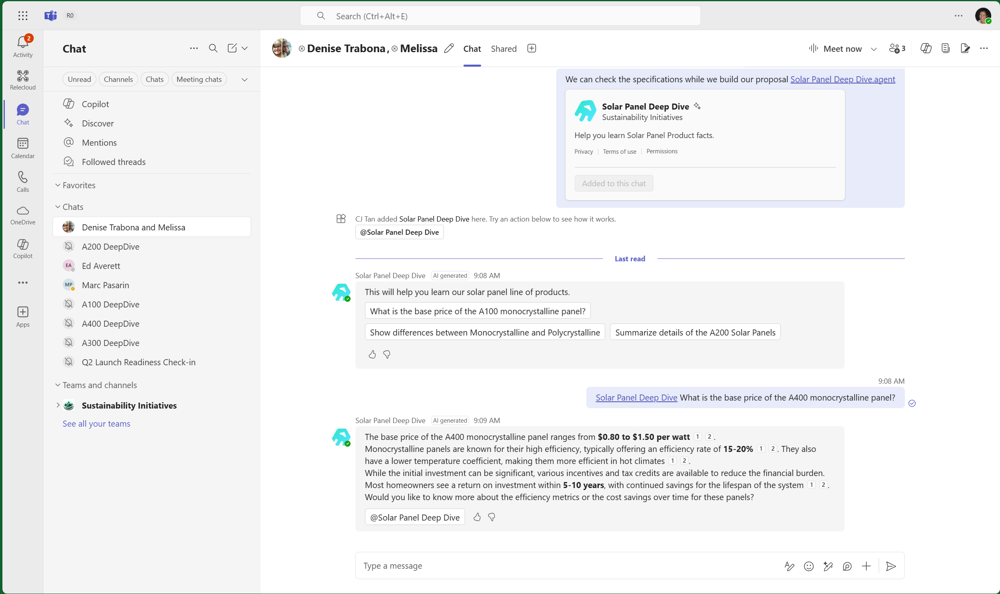 R0
Search (Ctrl+Alt+E)
2
Activity
Relecloud
Chat
Calendar
Calls
OneDrive
Copilot
Apps
Chat
Unread
Channels
Chats
Meeting chats
Copilot
Discover
Mentions
Followed threads
Favorites
Chats
Denise Trabona and Melissa
A200 DeepDive
EA
Ed Averett
MP
Marc Pasarin
A100 DeepDive
A400 DeepDive
A300 DeepDive
Q2 Launch Readiness Check-in
Teams and channels
Sustainability Initiatives
See all your teams
Denise Trabona, Melissa
Chat
Shared
Meet now
3
We can check the specifications while we build our proposal Solar Panel Deep Dive.agent
Solar Panel Deep Dive
Sustainability Initiatives
Help you learn Solar Panel Product facts.
Privacy | Terms of use | Permissions
Added to this chat
CJ Tan added Solar Panel Deep Dive here. Try an action below to see how it works.
@Solar Panel Deep Dive
Last read
Solar Panel Deep Dive AI generated 9:08 AM
This will help you learn our solar panel line of products.
What is the base price of the A100 monocrystalline panel?
Show differences between Monocrystalline and Polycrystalline
Summarize details of the A200 Solar Panels
9:08 AM
Solar Panel Deep Dive What is the base price of the A400 monocrystalline panel?
Solar Panel Deep Dive AI generated 9:09 AM
The base price of the A400 monocrystalline panel ranges from $0.80 to $1.50 per watt 1 2.
Monocrystalline panels are known for their high efficiency, typically offering an efficiency rate of 15-20% 1 2. They also
have a lower temperature coefficient, making them more efficient in hot climates 1 2.
While the initial investment can be significant, various incentives and tax credits are available to reduce the financial burden.
Most homeowners see a return on investment within 5-10 years, with continued savings for the lifespan of the system 1 2.
Would you like to know more about the efficiency metrics or the cost savings over time for these panels?
@Solar Panel Deep Dive
Type a message